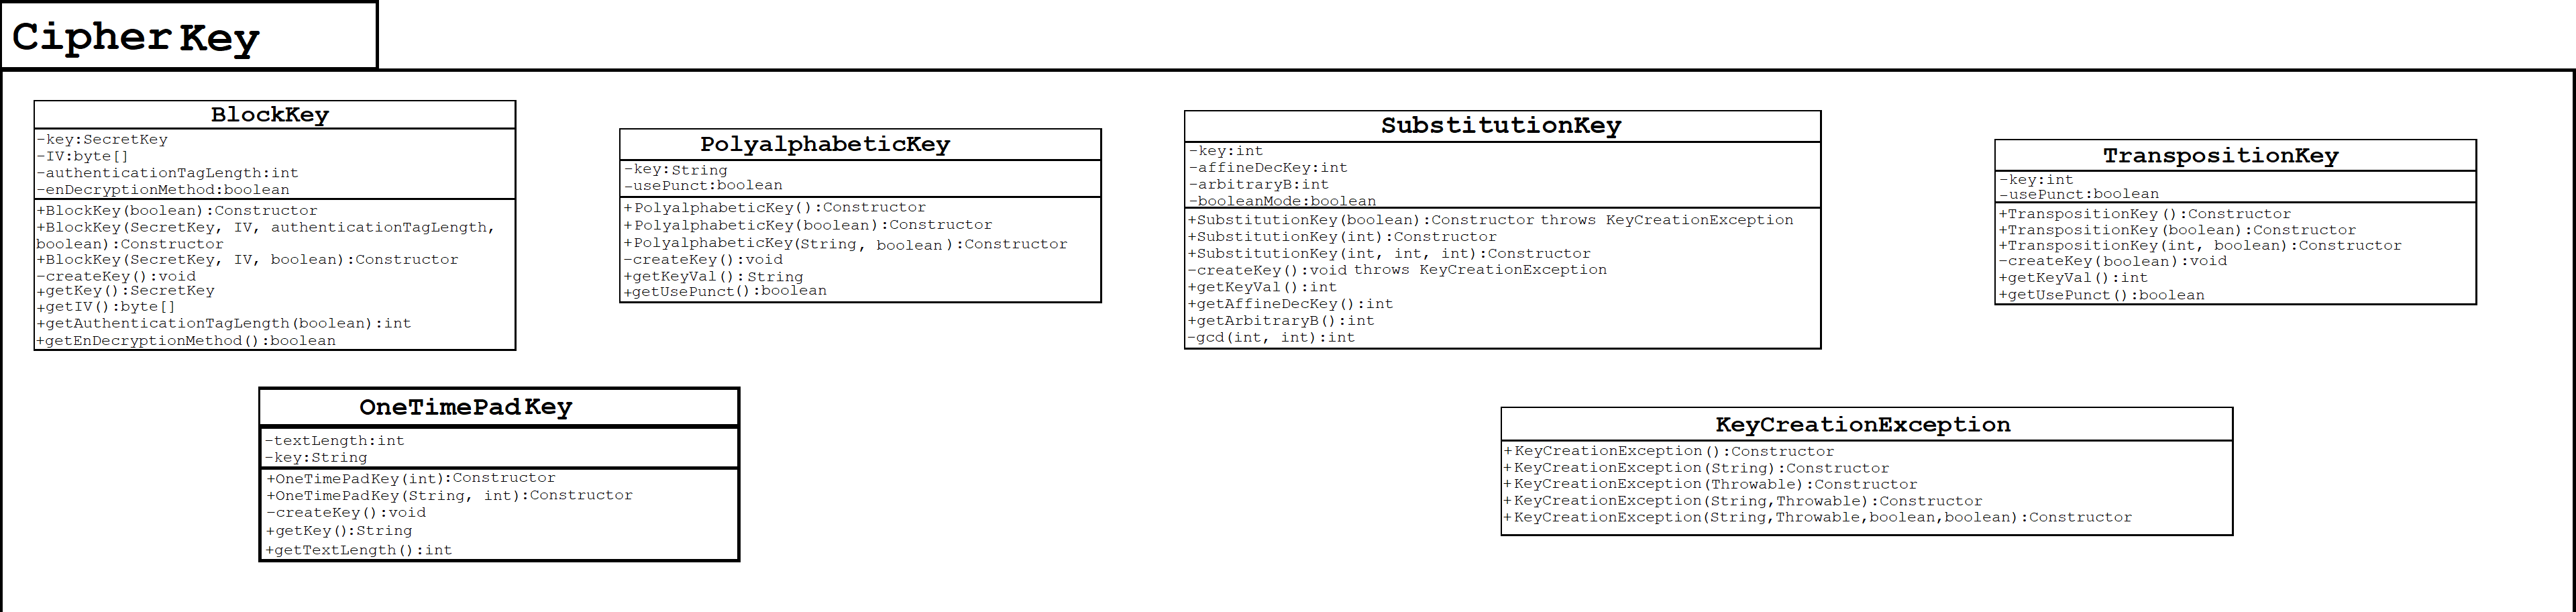 Cipher Key
BlockKey
-key:SecretKey
-IV:byte[]
-authenticationTagLength:int
-enDecryptionMethod:boolean
+BlockKey(boolean):Constructor
+BlockKey(SecretKey, IV, authenticationTagLength,
boolean):Constructor
+BlockKey(SecretKey, IV, boolean):Constructor
-createKey():void
+getKey():SecretKey
+getIV():byte[]
+getAuthenticationTagLength(boolean):int
+getEnDecryptionMethod():boolean
PolyalphabeticKey
-key:String
-usePunct:boolean
+PolyalphabeticKey():Constructor
+PolyalphabeticKey(boolean):Constructor
+PolyalphabeticKey(String, boolean):Constructor
-createKey():void
+getKeyVal():String
+getUsePunct():boolean
SubstitutionKey
-key:int
-affineDecKey:int
-arbitraryB:int
-booleanMode:boolean
+SubstitutionKey(boolean):Constructor throws KeyCreationException
+SubstitutionKey(int):Constructor
+SubstitutionKey(int, int, int):Constructor
-createKey():void throws KeyCreationException
+getKeyVal():int
+getAffineDecKey():int
+getArbitraryB():int
-gcd(int, int):int
TranspositionKey
-key:int
-usePunct:boolean
+TranspositionKey():Constructor
+TranspositionKey(boolean):Constructor
+TranspositionKey(int, boolean):Constructor
-createKey(boolean):void
+getKeyVal():int
+getUsePunct():boolean
OneTimePadKey
-textLength:int
-key:String
+OneTimePadKey(int):Constructor
+OneTimePadKey(String, int):Constructor
-createKey():void
+getKey():String
+getTextLength():int
KeyCreationException
+KeyCreationException():Constructor
+KeyCreationException(String):Constructor
+KeyCreationException(Throwable):Constructor
+KeyCreationException(String,Throwable):Constructor
+KeyCreationException(String,Throwable,boolean,boolean):Constructor